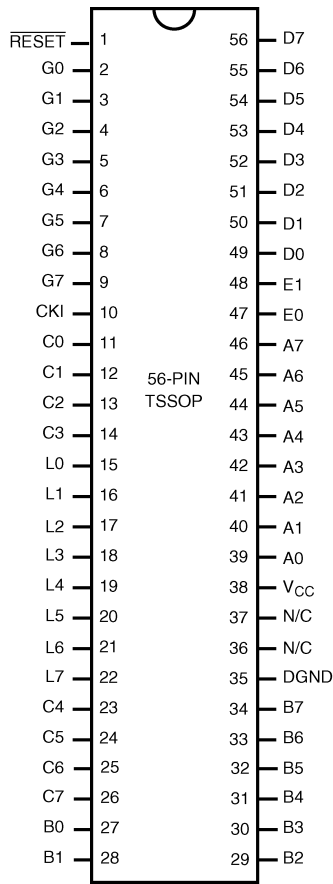 RESET 1 56 D7
G0 2 55 D6
G1 3 54 D5
G2 4 53 D4
G3 5 52 D3
G4 6 51 D2
G5 7 50 D1
G6 8 49 D0
G7 9 48 E1
CKI 10 47 E0
C0 11 46 A7
C1 12 45 A6
56-PIN
C2 13 44 A5
TSSOP
C3 14 43 A4
L0 15 42 A3
L1 16 41 A2
L2 17 40 A1
L3 18 39 A0
L4 19 38 VCC
L5 20 37 N/C
L6 21 36 N/C
L7 22 35 DGND
C4 23 34 B7
C5 24 33 B6
C6 25 32 B5
C7 26 31 B4
B0 27 30 B3
B1 28 29 B2